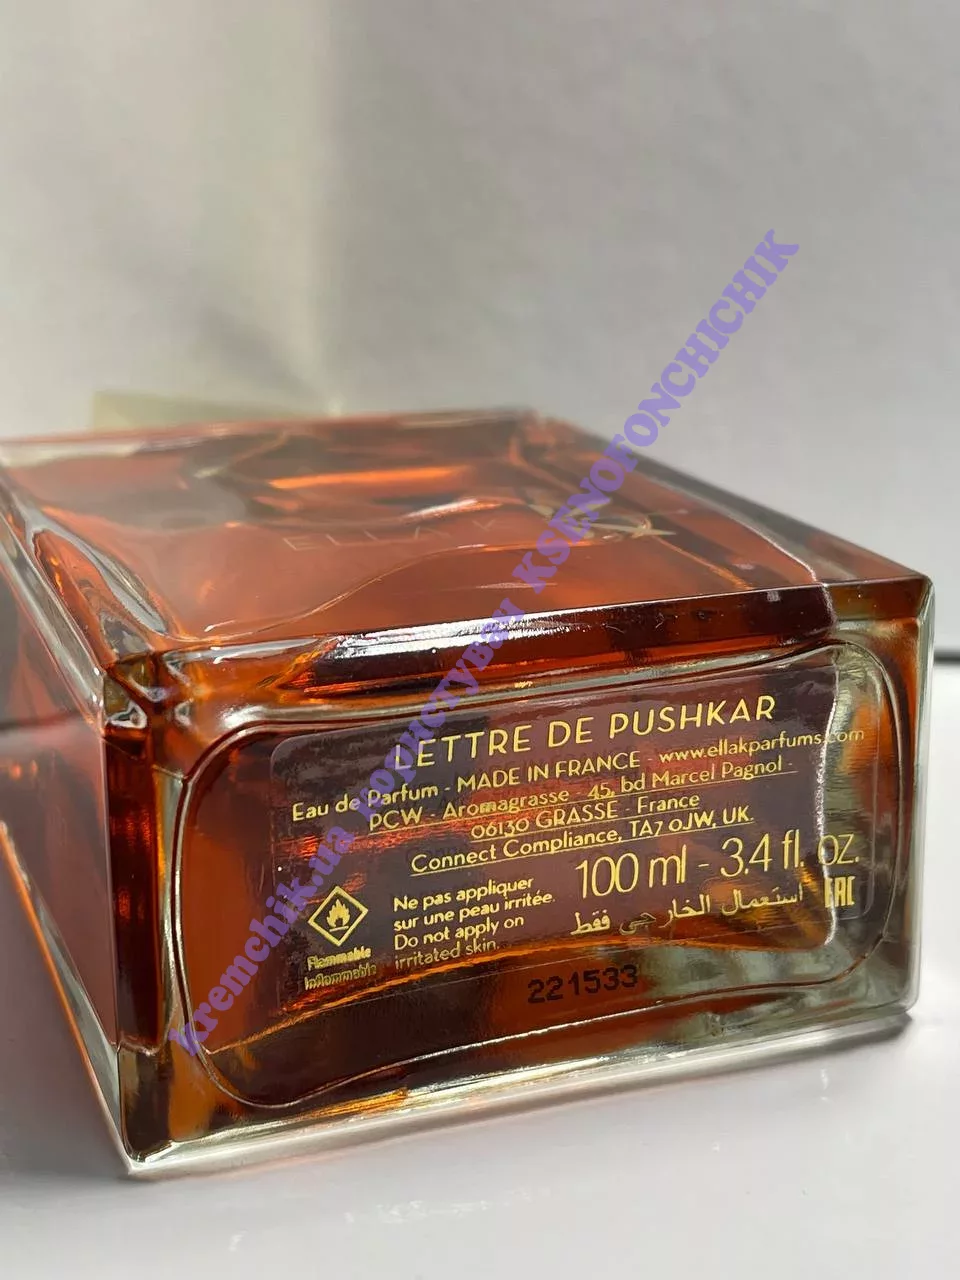 ELLA K
LETTRE DE PUSHKAR
Eau de Parfum - MADE IN FRANCE - www.ellakparfums.com
PCW - Aromagrasse - 45, bd Marcel Pagnol -
06130 GRASSE - France
Connect Compliance, TA7 0JW, UK.
100 ml - 3.4 fl. oz.
Ne pas appliquer
sur une peau irritée.
Do not apply on
irritated skin.
استعمال الخارجي فقط
EAC
Flammable
Inflammable
221533
kremchik.ua користувач KSENOFONCHICHIK